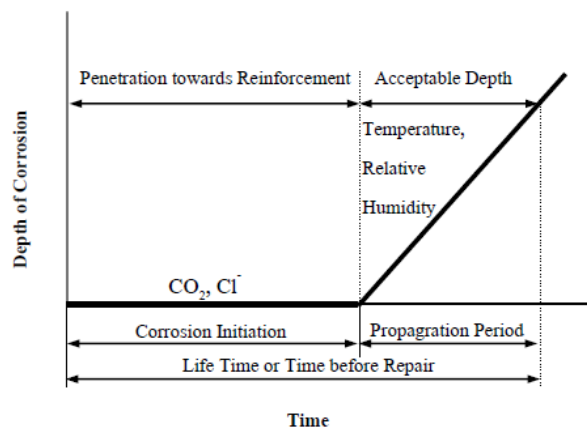 Penetration towards Reinforcement
Acceptable Depth
Temperature,
Relative
Humidity
Depth of Corrosion
CO₂, Cl⁻
Corrosion Initiation
Propagration Period
Life Time or Time before Repair
Time